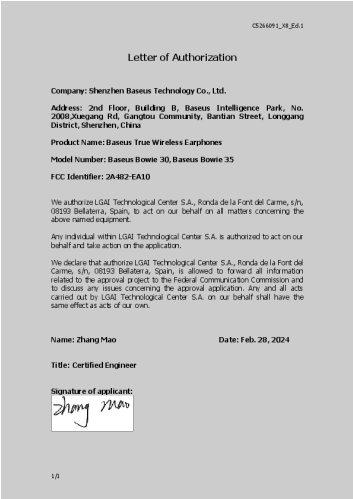 CS266091_X8_Ed.1
Letter of Authorization
Company: Shenzhen Baseus Technology Co., Ltd.
Address: 2nd Floor, Building B, Baseus Intelligence Park, No.
2008,Xuegang Rd, Gangtou Community, Bantian Street, Longgang
District, Shenzhen, China
Product Name: Baseus True Wireless Earphones
Model Number: Baseus Bowie 30, Baseus Bowie 35
FCC Identifier: 2A482-EA10
We authorize LGAI Technological Center S.A., Ronda de la Font del Carme, s/n,
08193 Bellaterra, Spain, to act on our behalf on all matters concerning the
above named equipment.
Any individual within LGAI Technological Center S.A. is authorized to act on our
behalf and take action on the application.
We declare that authorize LGAI Technological Center S.A., Ronda de la Font del
Carme, s/n, 08193 Bellaterra, Spain, is allowed to forward all information
related to the approval project to the Federal Communication Commission and
to discuss any issues concerning the approval application. Any and all acts
carried out by LGAI Technological Center S.A. on our behalf shall have the
same effect as acts of our own.
Name: Zhang Mao Date: Feb. 28, 2024
Title: Certified Engineer
Signature of applicant:
Zhang Mao
1/1